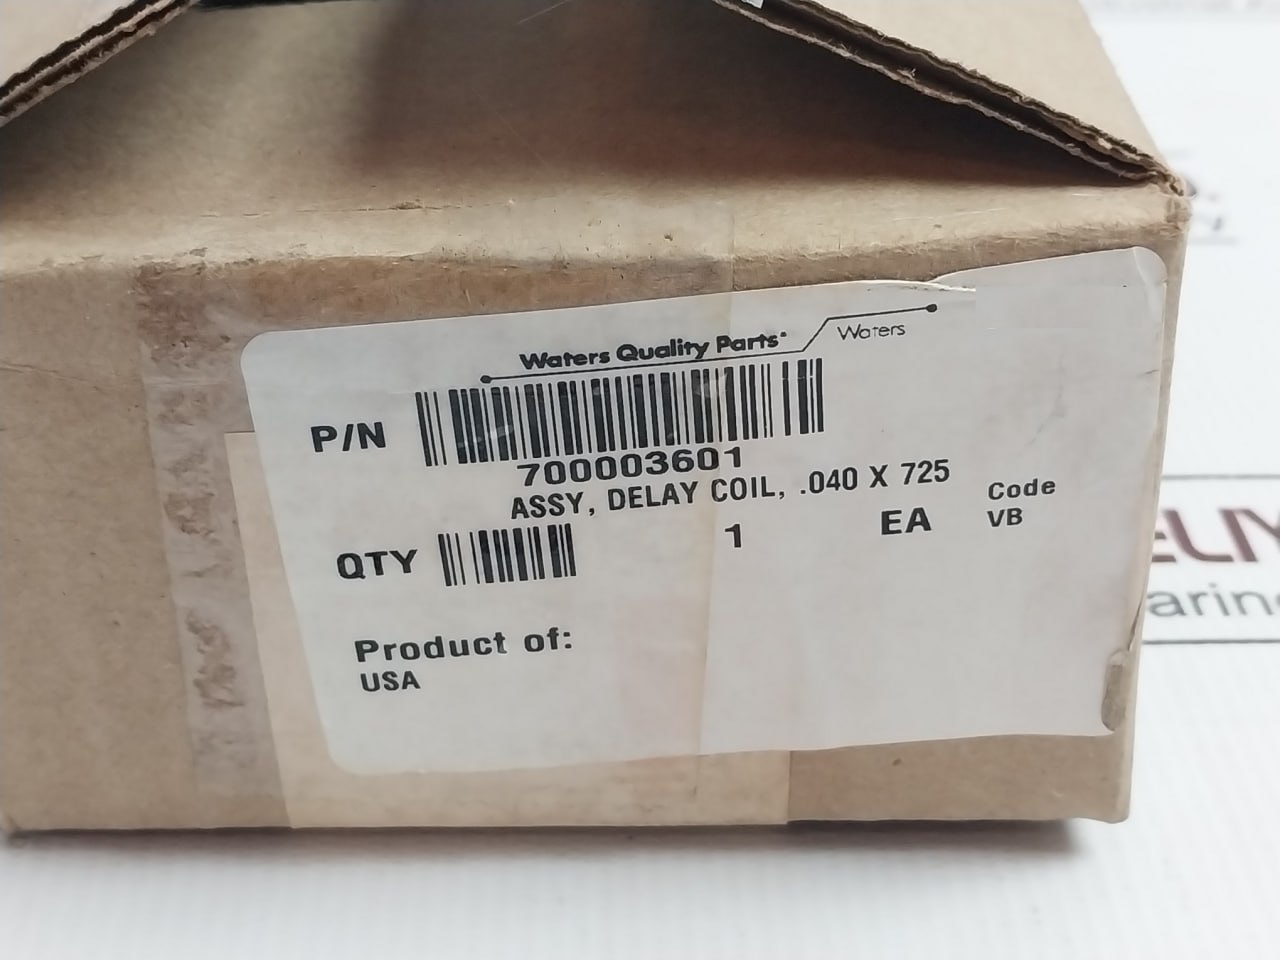 Waters Quality Parts
Waters
P/N
700003601
ASSY, DELAY COIL, .040 X 725
QTY
1 EA
Code
VB
Product of:
USA